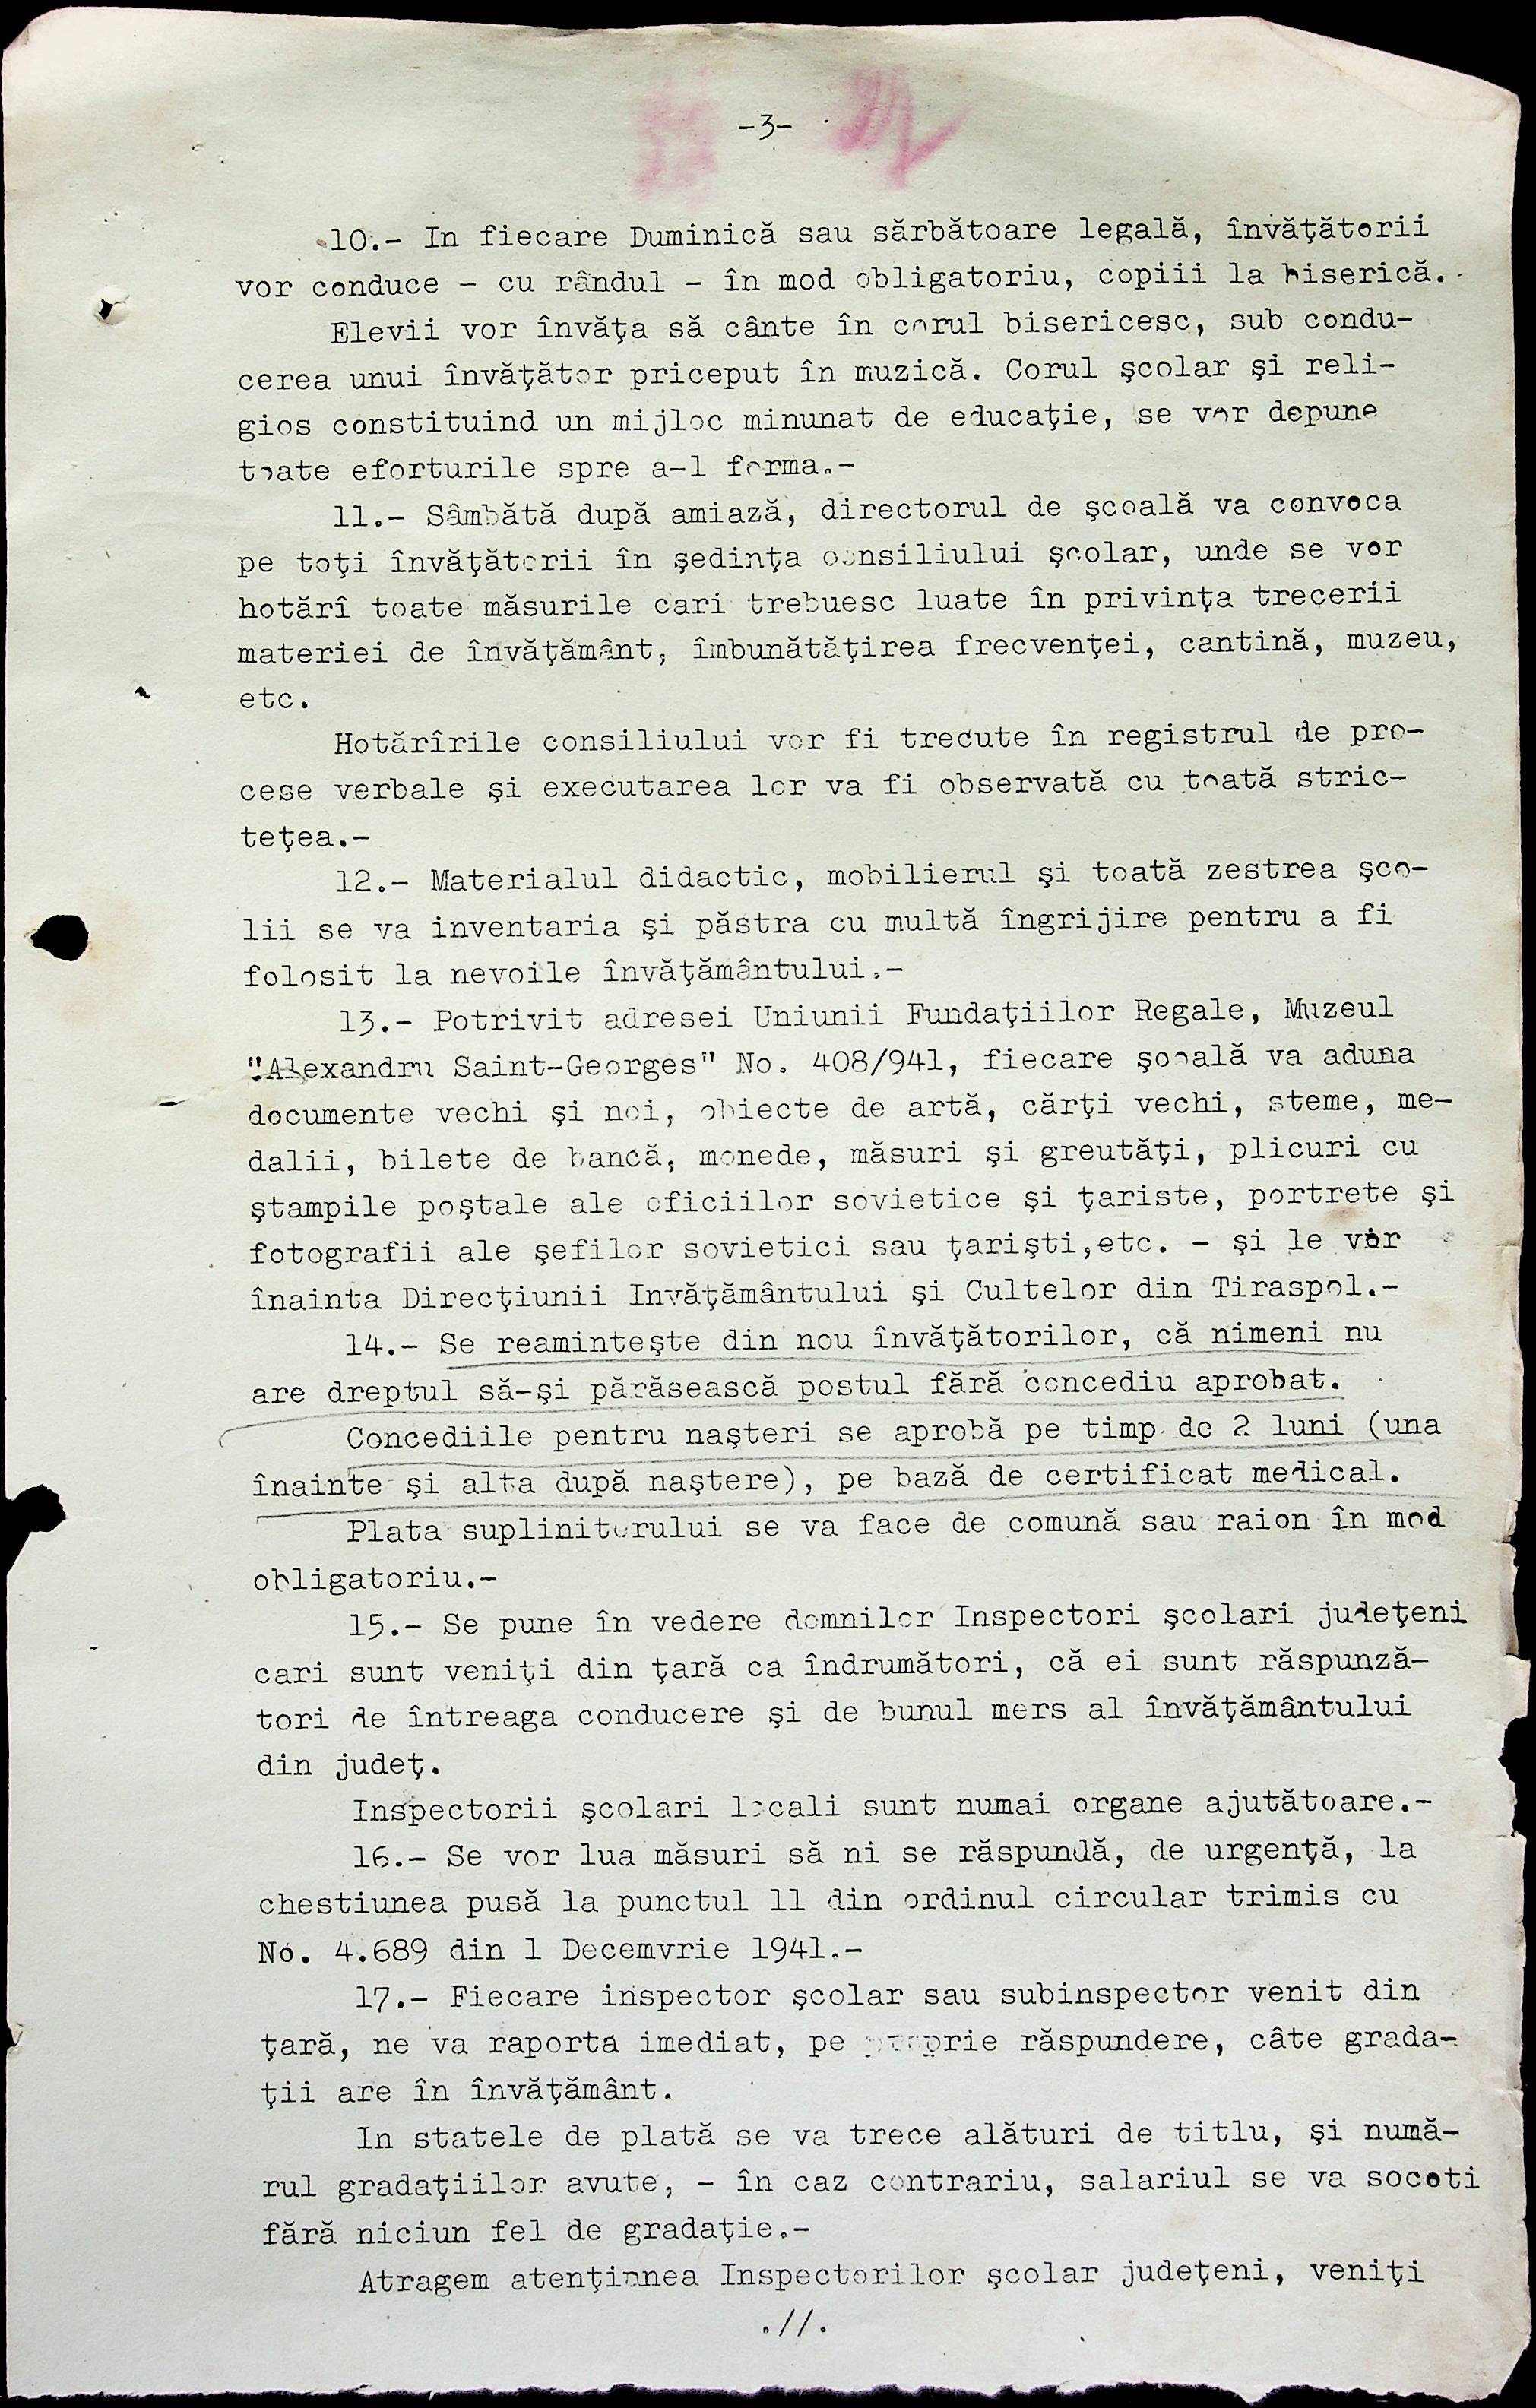 -3-
10.- In fiecare Duminică sau sărbătoare legală, învăţătorii
vor conduce - cu rândul - în mod obligatoriu, copiii la biserică.
Elevii vor învăţa să cânte în corul bisericesc, sub condu-
cerea unui învăţător priceput în muzică. Corul şcolar şi reli-
gios constituind un mijloc minunat de educaţie, se vor depune
toate eforturile spre a-l forma.-
11.- Sâmbătă după amiază, directorul de şcoală va convoca
pe toţi învăţătorii în şedinţa consiliului şcolar, unde se vor
hotărî toate măsurile cari trebuesc luate în privinţa trecerii
materiei de învăţământ, îmbunătăţirea frecvenţei, cantină, muzeu,
etc.
Hotărîrile consiliului vor fi trecute în registrul de pro-
cese verbale şi executarea lor va fi observată cu toată stric-
teţea.-
12.- Materialul didactic, mobilierul şi toată zestrea şco-
lii se va inventaria şi păstra cu multă îngrijire pentru a fi
folosit la nevoile învăţământului.-
13.- Potrivit adresei Uniunii Fundaţiilor Regale, Muzeul
"Alexandru Saint-Georges" No. 408/941, fiecare şcoală va aduna
documente vechi şi noi, obiecte de artă, cărţi vechi, steme, me-
dalii, bilete de bancă, monede, măsuri şi greutăţi, plicuri cu
ştampile poştale ale oficiilor sovietice şi ţariste, portrete şi
fotografii ale şefilor sovietici sau ţarişti,etc. - şi le vor
înainta Direcţiunii Invăţământului şi Cultelor din Tiraspol.-
14.- Se reaminteşte din nou învăţătorilor, că nimeni nu
are dreptul să-şi părăsească postul fără concediu aprobat.
Concediile pentru naşteri se aprobă pe timp de 2 luni (una
înainte şi alta după naştere), pe bază de certificat medical.
Plata suplinitorului se va face de comună sau raion în mod
obligatoriu.-
15.- Se pune în vedere domnilor Inspectori şcolari judeţeni
cari sunt veniţi din ţară ca îndrumători, că ei sunt răspunză-
tori de întreaga conducere şi de bunul mers al învăţământului
din judeţ.
Inspectorii şcolari locali sunt numai organe ajutătoare.-
16.- Se vor lua măsuri să ni se răspundă, de urgenţă, la
chestiunea pusă la punctul 11 din ordinul circular trimis cu
No. 4.689 din 1 Decemvrie 1941.-
17.- Fiecare inspector şcolar sau subinspector venit din
ţară, ne va raporta imediat, pe proprie răspundere, câte grada-
ţii are în învăţământ.
In statele de plată se va trece alături de titlu, şi numă-
rul gradaţiilor avute, - în caz contrariu, salariul se va socoti
fără niciun fel de gradaţie.-
Atragem atenţiunea Inspectorilor şcolar judeţeni, veniţi
.//.